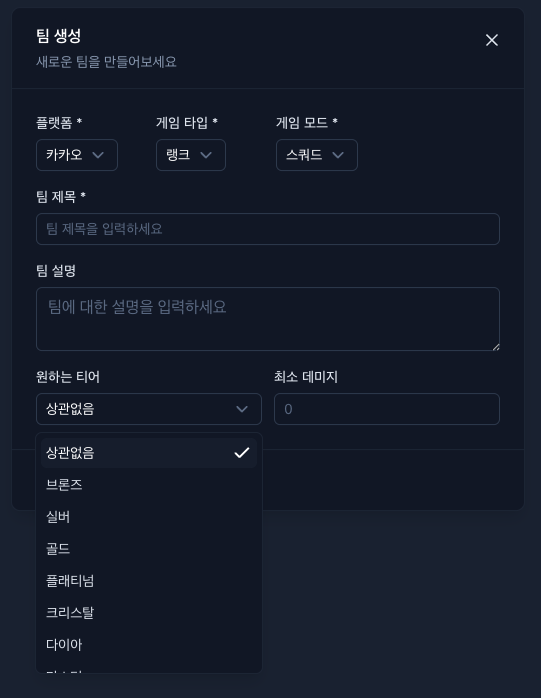 팀 생성
새로운 팀을 만들어보세요
플랫폼 * 게임 타입 * 게임 모드 *
카카오 랭크 스쿼드
팀 제목 *
팀 제목을 입력하세요
팀 설명
팀에 대한 설명을 입력하세요
원하는 티어 최소 데미지
상관없음 0
상관없음
브론즈
실버
골드
플래티넘
크리스탈
다이아